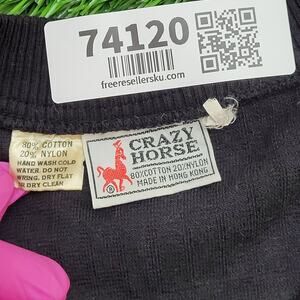 74120
freeresellersku.com
80% COTTON
20% NYLON
HAND WASH COLD
WATER. DO NOT
WRING. DRY FLAT
OR DRY CLEAN
CRAZY
HORSE
80%COTTON 20%NYLON
MADE IN HONG KONG